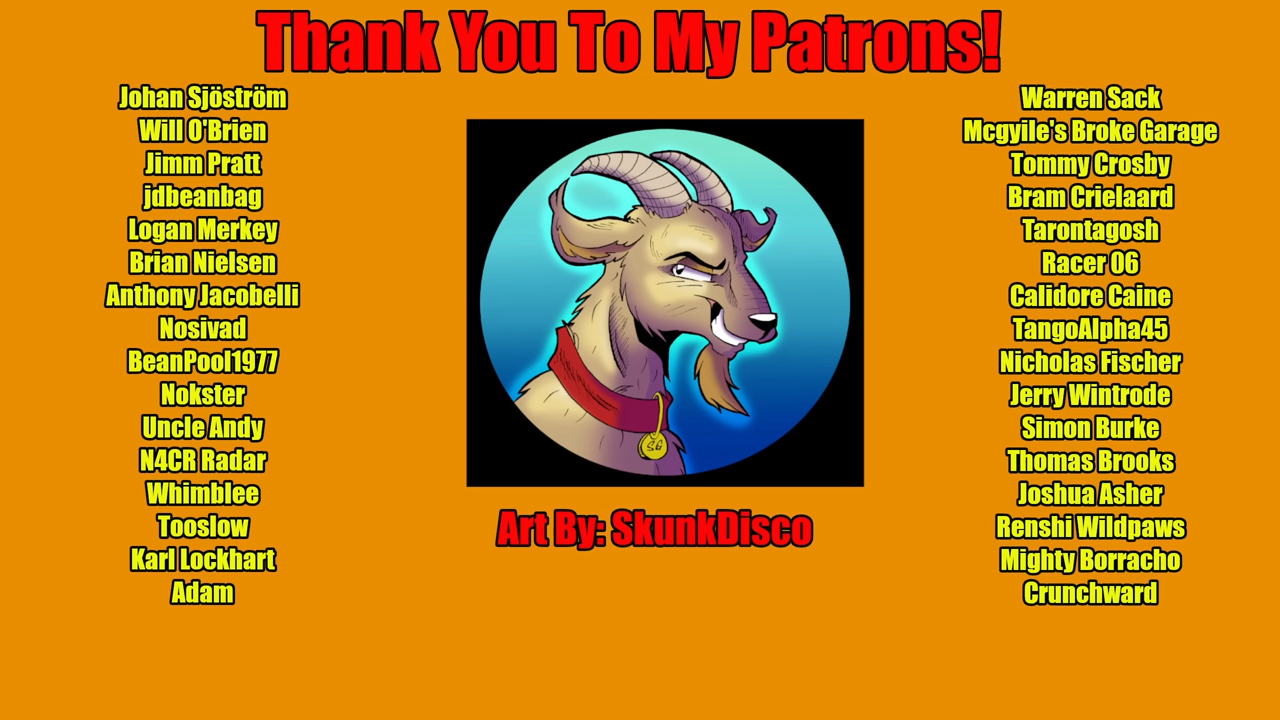 Thank You To My Patrons!
Johan Sjöström
Will O'Brien
Jimm Pratt
jdbeanbag
Logan Merkey
Brian Nielsen
Anthony Jacobelli
Nosivad
BeanPool1977
Nokster
Uncle Andy
N4CR Radar
Whimblee
Tooslow
Karl Lockhart
Adam
SG
Art By: SkunkDisco
Warren Sack
Mcgyile's Broke Garage
Tommy Crosby
Bram Crielaard
Tarontagosh
Racer 06
Calidore Caine
TangoAlpha45
Nicholas Fischer
Jerry Wintrode
Simon Burke
Thomas Brooks
Joshua Asher
Renshi Wildpaws
Mighty Borracho
Crunchward